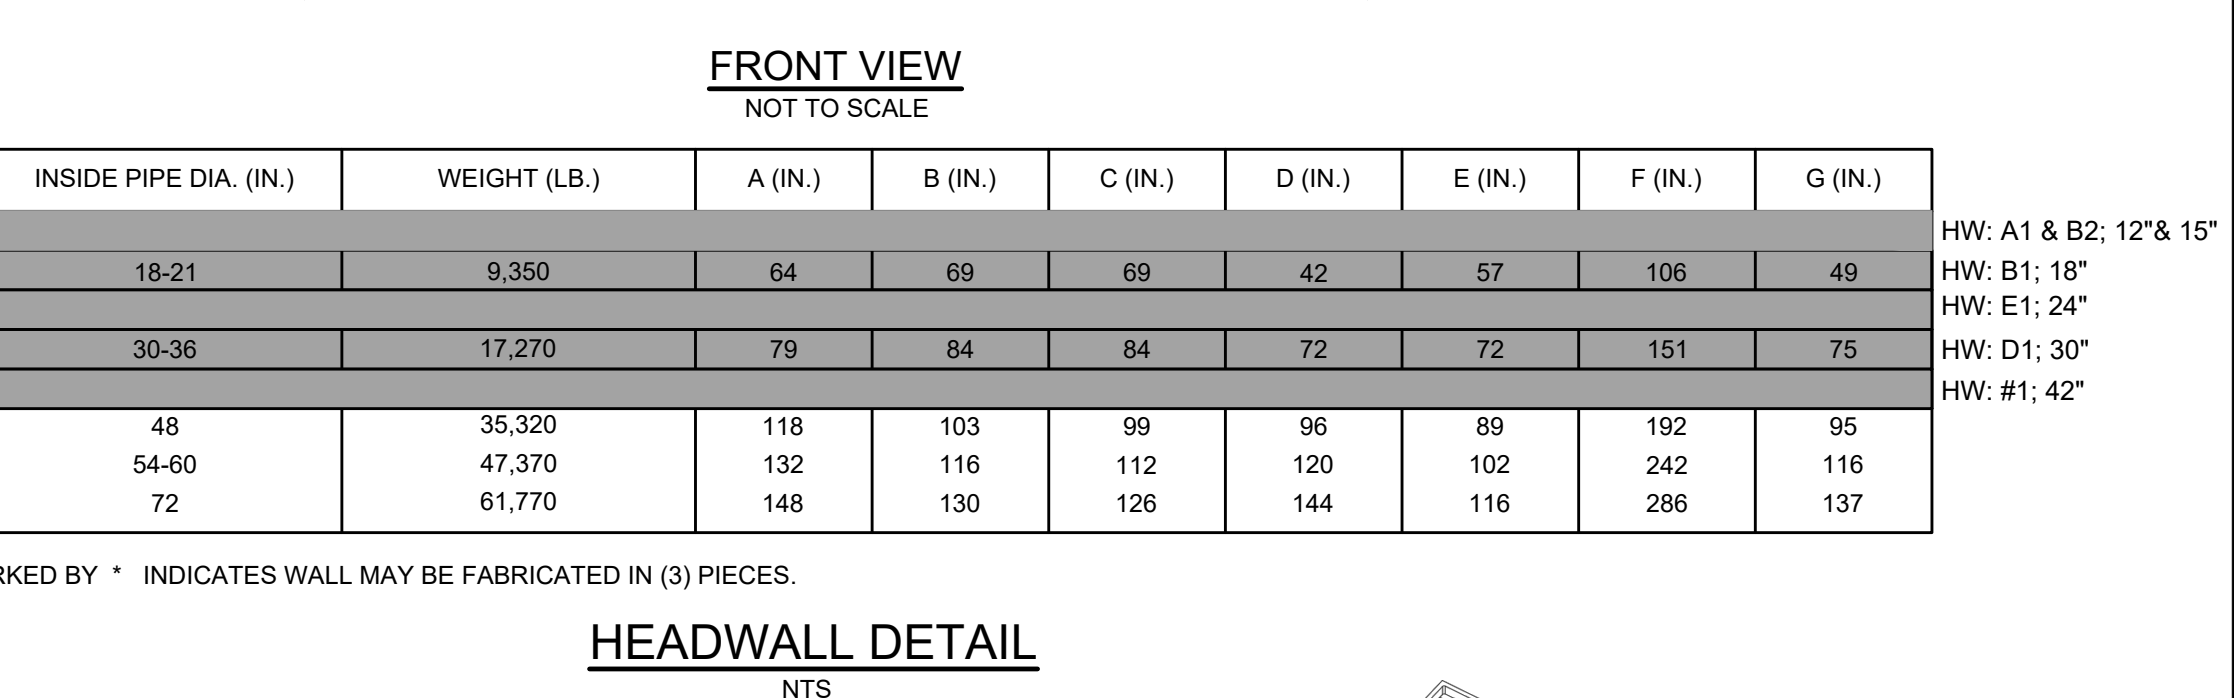 FRONT VIEW
NOT TO SCALE
INSIDE PIPE DIA. (IN.) WEIGHT (LB.) A (IN.) B (IN.) C (IN.) D (IN.) E (IN.) F (IN.) G (IN.)
HW: A1 & B2; 12"& 15"
18-21 9,350 64 69 69 42 57 106 49 HW: B1; 18"
HW: E1; 24"
30-36 17,270 79 84 84 72 72 151 75 HW: D1; 30"
HW: #1; 42"
48 35,320 118 103 99 96 89 192 95
54-60 47,370 132 116 112 120 102 242 116
72 61,770 148 130 126 144 116 286 137
RKED BY * INDICATES WALL MAY BE FABRICATED IN (3) PIECES.
HEADWALL DETAIL
NTS